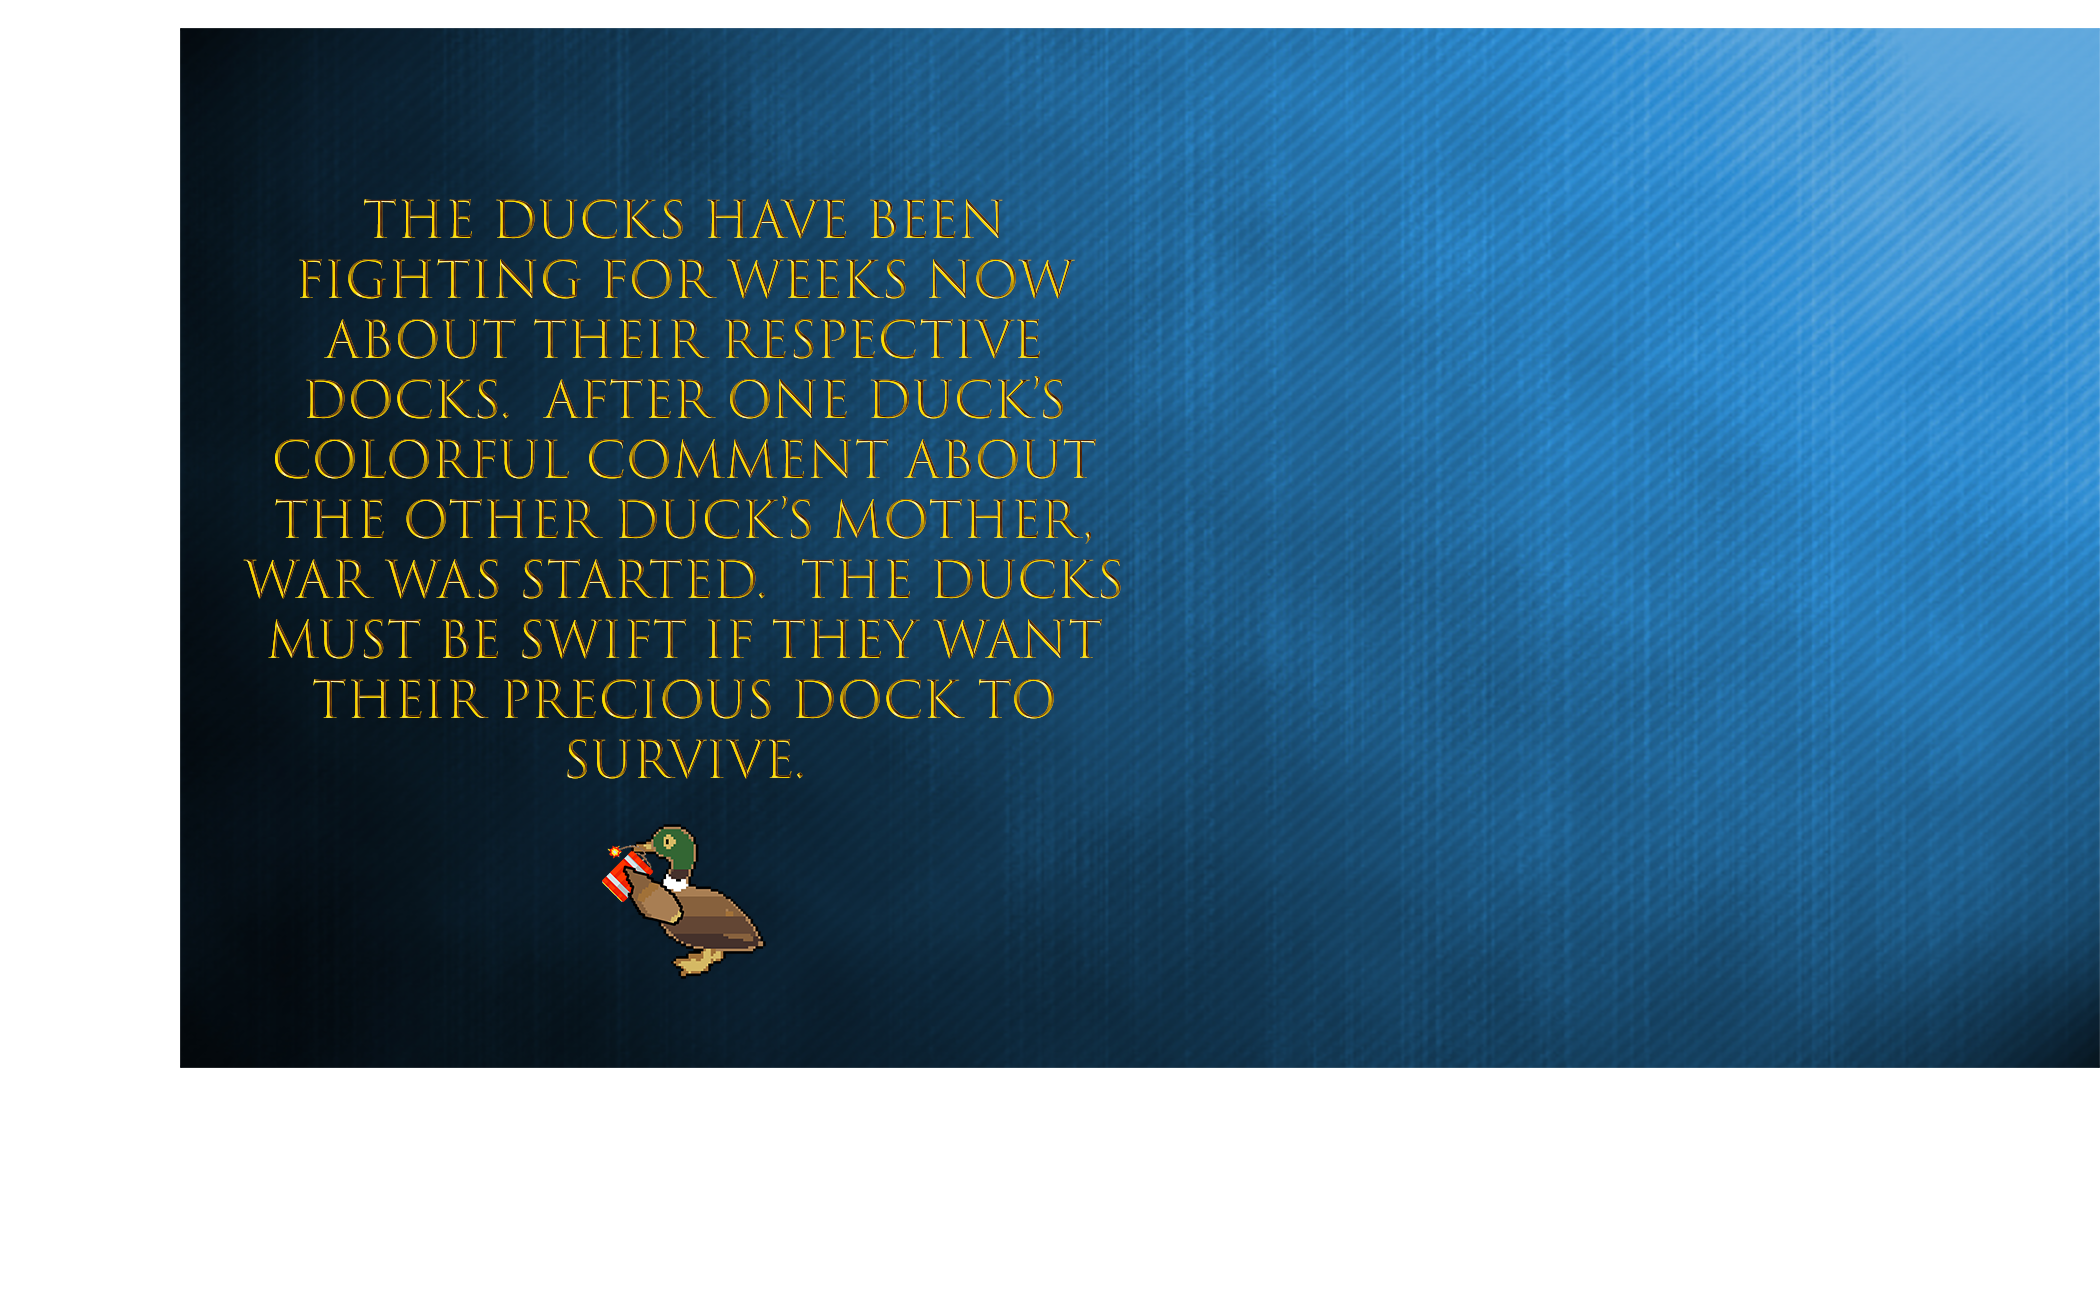 THE DUCKS HAVE BEEN
FIGHTING FOR WEEKS NOW
ABOUT THEIR RESPECTIVE
DOCKS.  AFTER ONE DUCK’S
COLORFUL COMMENT ABOUT
THE OTHER DUCK’S MOTHER,
WAR WAS STARTED.  THE DUCKS
MUST BE SWIFT IF THEY WANT
THEIR PRECIOUS DOCK TO
SURVIVE.